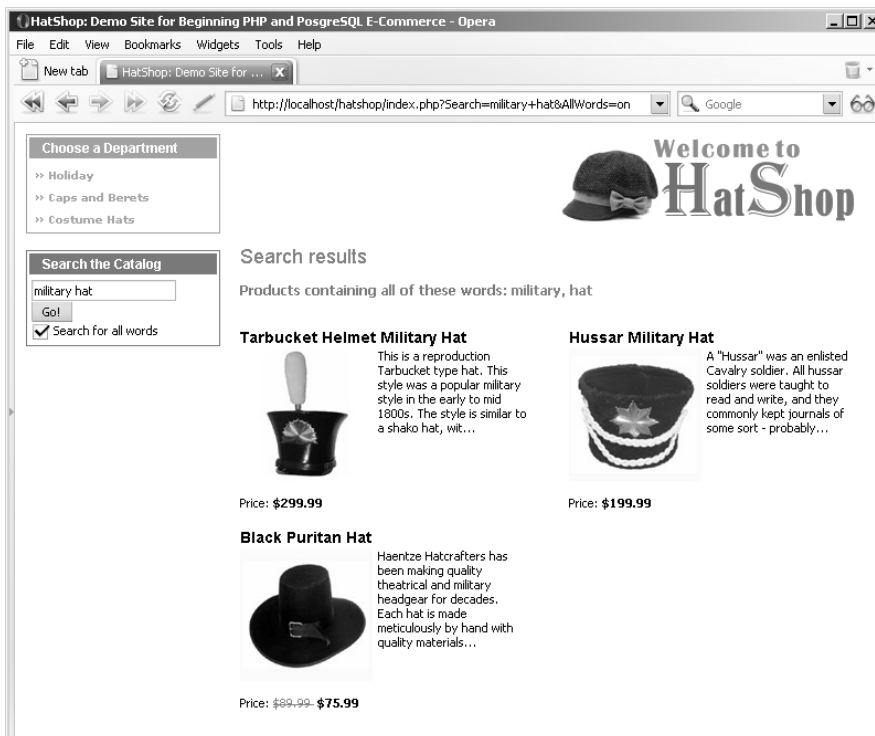 HatShop: Demo Site for Beginning PHP and PosgreSQL E-Commerce - Opera
File Edit View Bookmarks Widgets Tools Help
New tab
HatShop: Demo Site for ...
http://localhost/hatshop/index.php?Search=military+hat&AllWords=on
Google
Choose a Department
» Holiday
» Caps and Berets
» Costume Hats
Welcome to
HatShop
Search the Catalog
military hat
Go!
Search for all words
Search results
Products containing all of these words: military, hat
Tarbucket Helmet Military Hat
This is a reproduction
Tarbucket type hat. This
style was a popular military
style in the early to mid
1800s. The style is similar to
a shako hat, wit...
Price: $299.99
Hussar Military Hat
A "Hussar" was an enlisted
Cavalry soldier. All hussar
soldiers were taught to
read and write, and they
commonly kept journals of
some sort - probably...
Price: $199.99
Black Puritan Hat
Haentze Hatcrafters has
been making quality
theatrical and military
headgear for decades.
Each hat is made
meticulously by hand with
quality materials...
Price: $89.99 $75.99